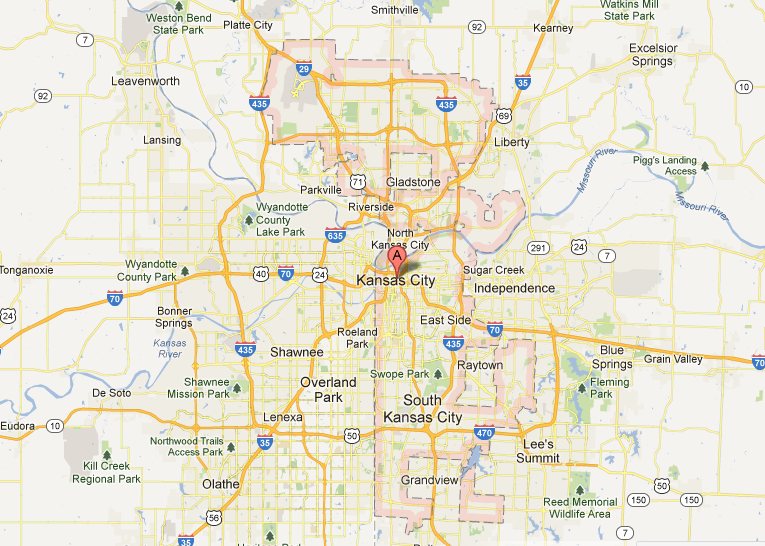 Weston Bend
State Park
Smithville
Watkins Mill
State Park
Platte City
Kearney
7
92
Excelsior
Springs
29
35
Leavenworth
10
92
435
435
69
Lansing
Liberty
Missouri River
Pigg's Landing
Access
71
Gladstone
Parkville
Missouri River
Wyandotte
County
Lake Park
Riverside
635
North
Kansas City
291
24
7
A
Tonganoxie
Wyandotte
County Park
40
70
24
Kansas City
Sugar Creek
Independence
70
Bonner
Springs
24
East Side
Roeland
Park
70
Kansas
River
435
435
Blue
Springs
Grain Valley
70
Shawnee
Raytown
Swope Park
Shawnee
Mission Park
Overland
Park
Fleming
Park
De Soto
South
Kansas City
Lenexa
Eudora
10
50
470
35
Northwood Trails
Access Park
Lee's
Summit
Kill Creek
Regional Park
Olathe
Grandview
Reed Memorial
Wildlife Area
150
150
50
56
7
35